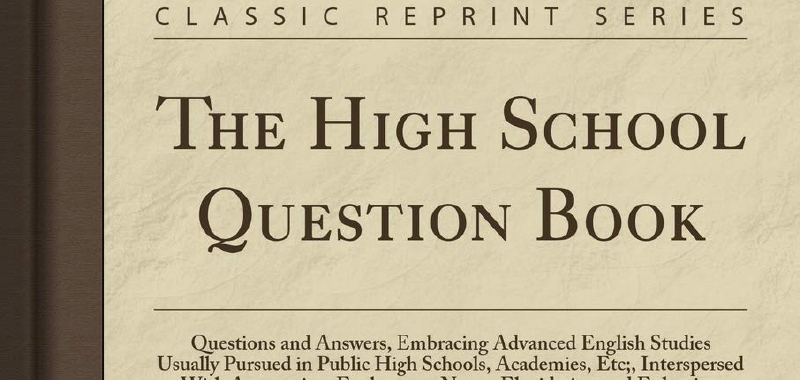 CLASSIC REPRINT SERIES
THE HIGH SCHOOL
QUESTION BOOK
Questions and Answers, Embracing Advanced English Studies
Usually Pursued in Public High Schools, Academies, Etc;, Interspersed